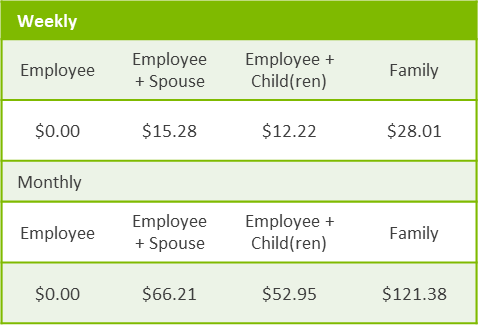 Weekly
Employee Employee + Employee + Family
+ Spouse Child(ren)
$0.00 $15.28 $12.22 $28.01
Monthly
Employee Employee Employee + Family
+ Spouse Child(ren)
$0.00 $66.21 $52.95 $121.38